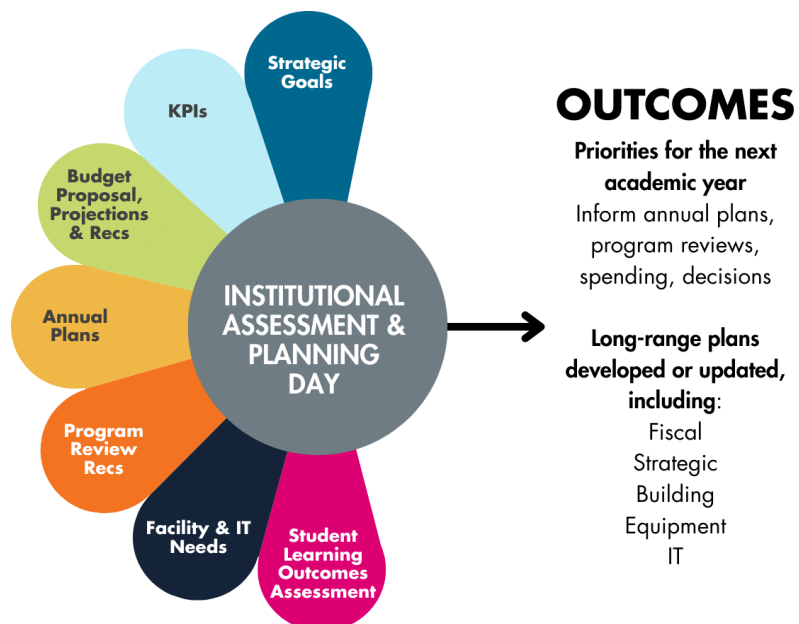 Strategic
Goals
KPIs
Budget
Proposal,
Projections
& Recs
Annual
Plans
Program
Review
Recs
Facility & IT
Needs
Student
Learning
Outcomes
Assessment
INSTITUTIONAL
ASSESSMENT &
PLANNING
DAY
OUTCOMES
Priorities for the next
academic year
Inform annual plans,
program reviews,
spending, decisions
Long-range plans
developed or updated,
including:
Fiscal
Strategic
Building
Equipment
IT